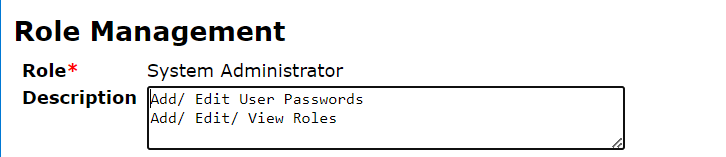 Role Management
Role* System Administrator
Description Add/ Edit User Passwords
Add/ Edit/ View Roles